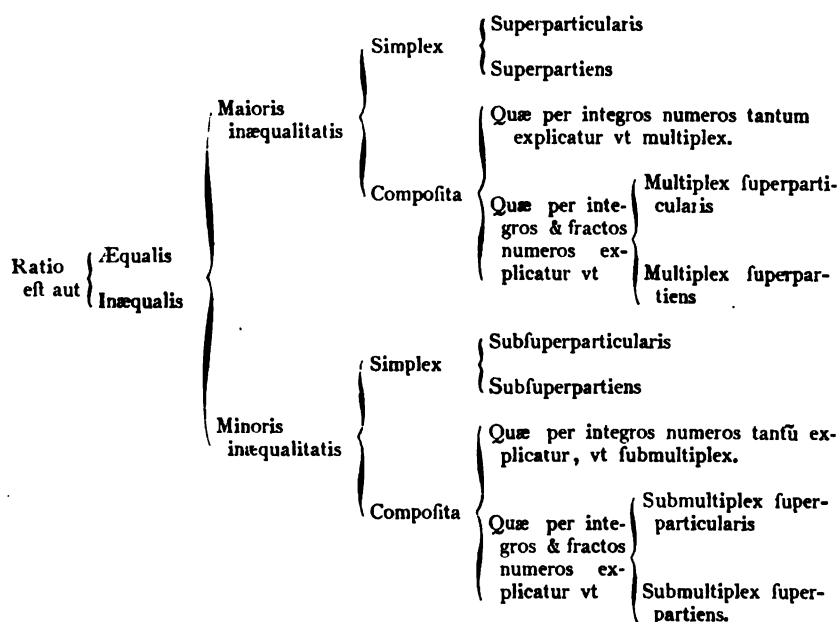 Ratio
est aut
Æqualis
Inæqualis
Maioris
inæqualitatis
Simplex
Superparticularis
Superpartiens
Compoſita
Quæ per integros numeros tantum
explicatur vt multiplex.
Quæ per inte-
gros & fractos
numeros ex-
plicatur vt
Multiplex ſuperparti-
cularis
Multiplex ſuperpar-
tiens
Minoris
inæqualitatis
Simplex
Subſuperparticularis
Subſuperpartiens
Compoſita
Quæ per integros numeros tantũ ex-
plicatur, vt ſubmultiplex.
Quæ per inte-
gros & fractos
numeros ex-
plicatur vt
Submultiplex ſuper-
particularis
Submultiplex ſuper-
partiens.